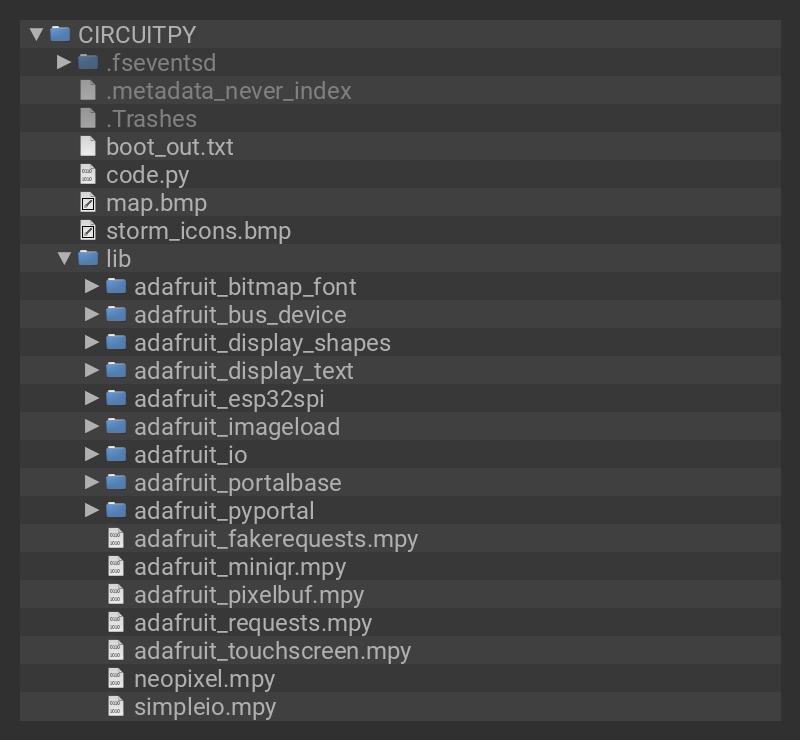 CIRCUITPY
.fseventsd
.metadata_never_index
.Trashes
boot_out.txt
code.py
map.bmp
storm_icons.bmp
lib
adafruit_bitmap_font
adafruit_bus_device
adafruit_display_shapes
adafruit_display_text
adafruit_esp32spi
adafruit_imageload
adafruit_io
adafruit_portalbase
adafruit_pyportal
adafruit_fakerequests.mpy
adafruit_miniqr.mpy
adafruit_pixelbuf.mpy
adafruit_requests.mpy
adafruit_touchscreen.mpy
neopixel.mpy
simpleio.mpy